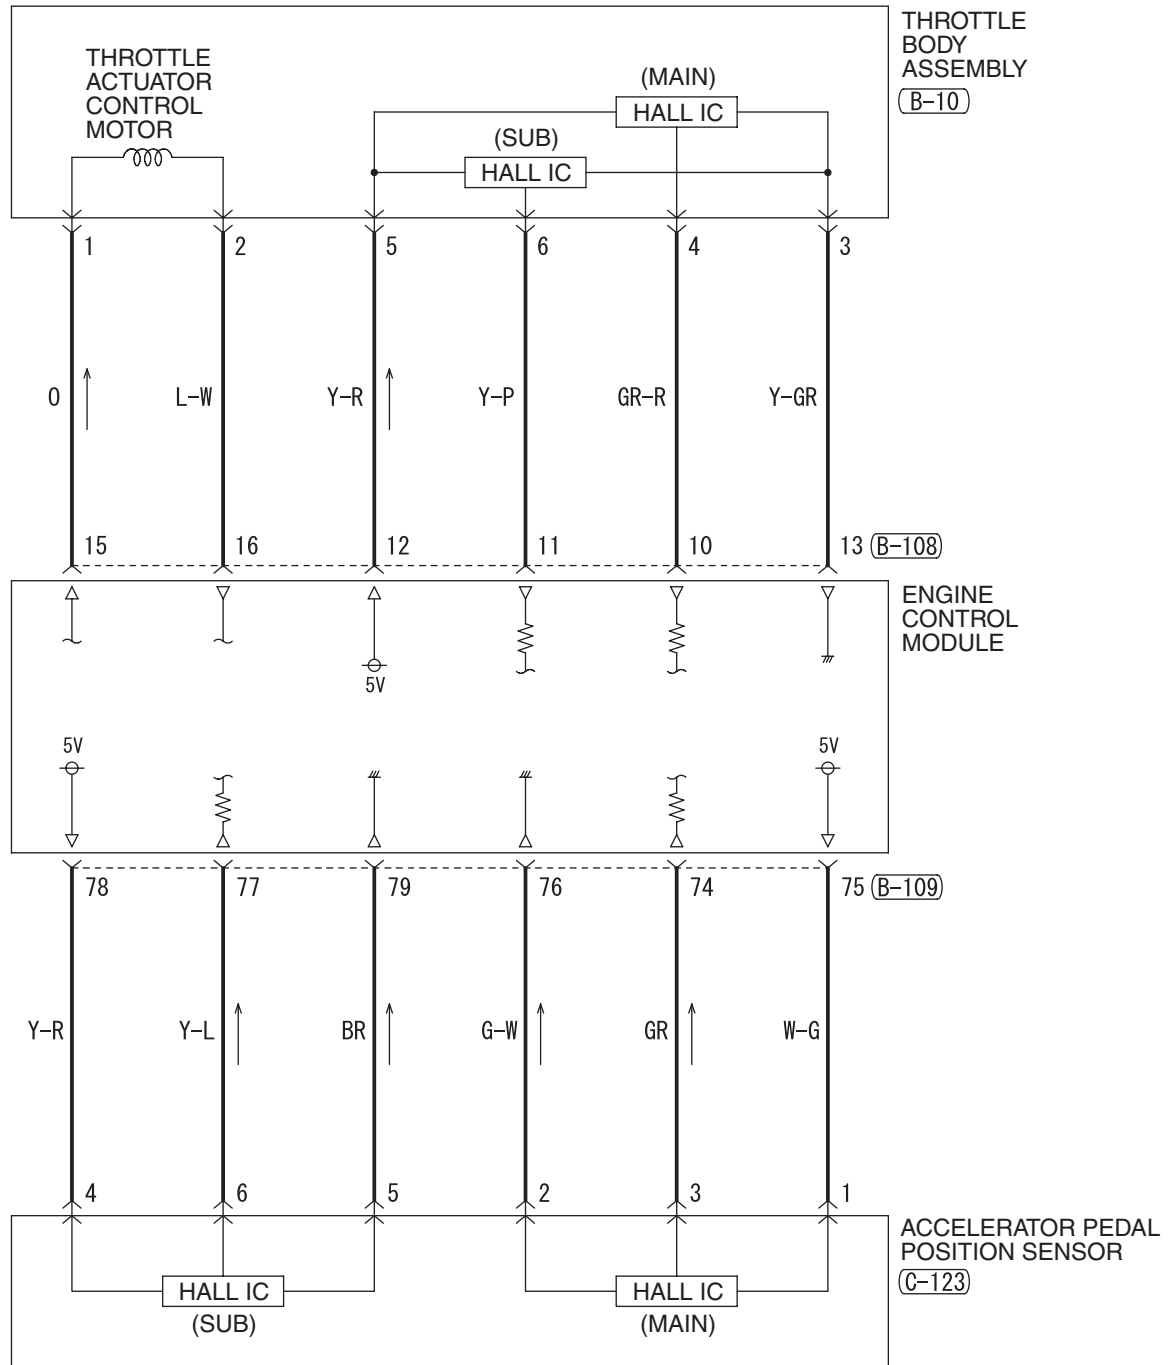 THROTTLE
BODY
ASSEMBLY
B-10
THROTTLE
ACTUATOR
CONTROL
MOTOR
(MAIN)
HALL IC
(SUB)
HALL IC
1 2 5 6 4 3
O L-W Y-R Y-P GR-R Y-GR
15 16 12 11 10 13 B-108
ENGINE
CONTROL
MODULE
5V
5V 5V
78 77 79 76 74 75 B-109
Y-R Y-L BR G-W GR W-G
4 6 5 2 3 1
ACCELERATOR PEDAL
POSITION SENSOR
C-123
HALL IC HALL IC
(SUB) (MAIN)